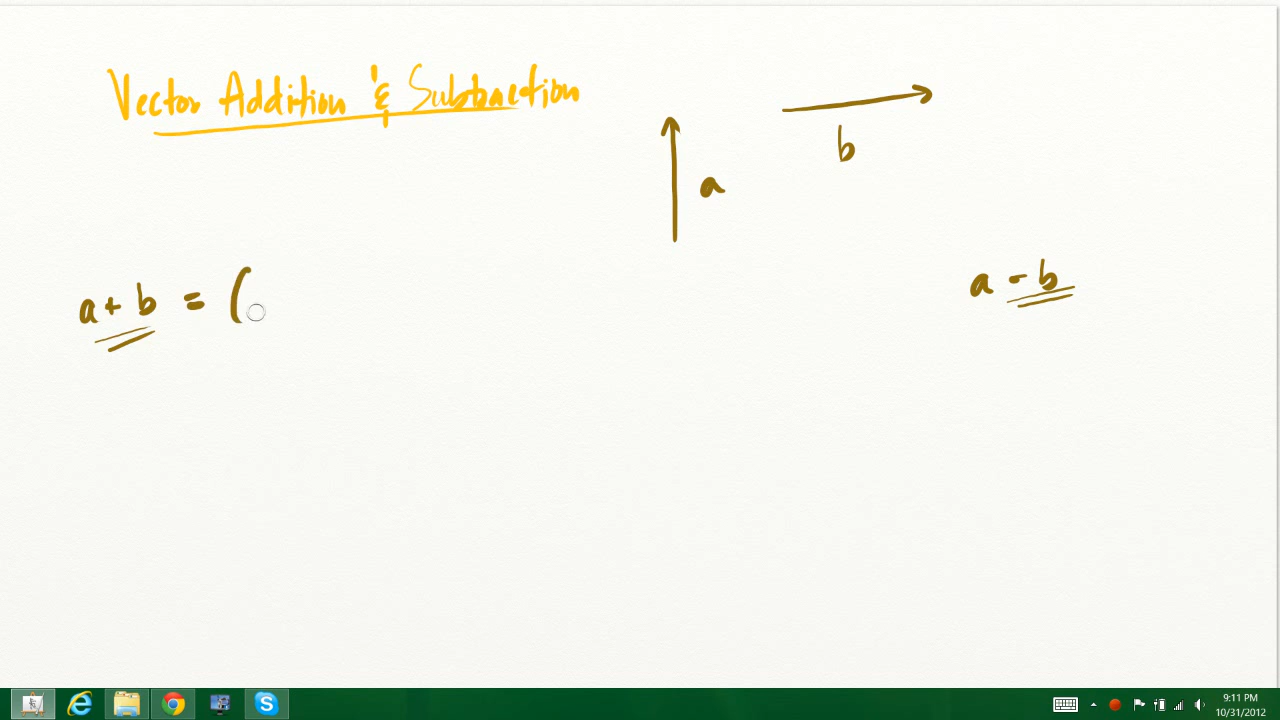 Vector Addition & Subtraction
b
a
a + b = (
a - b
9:11 PM
10/31/2012